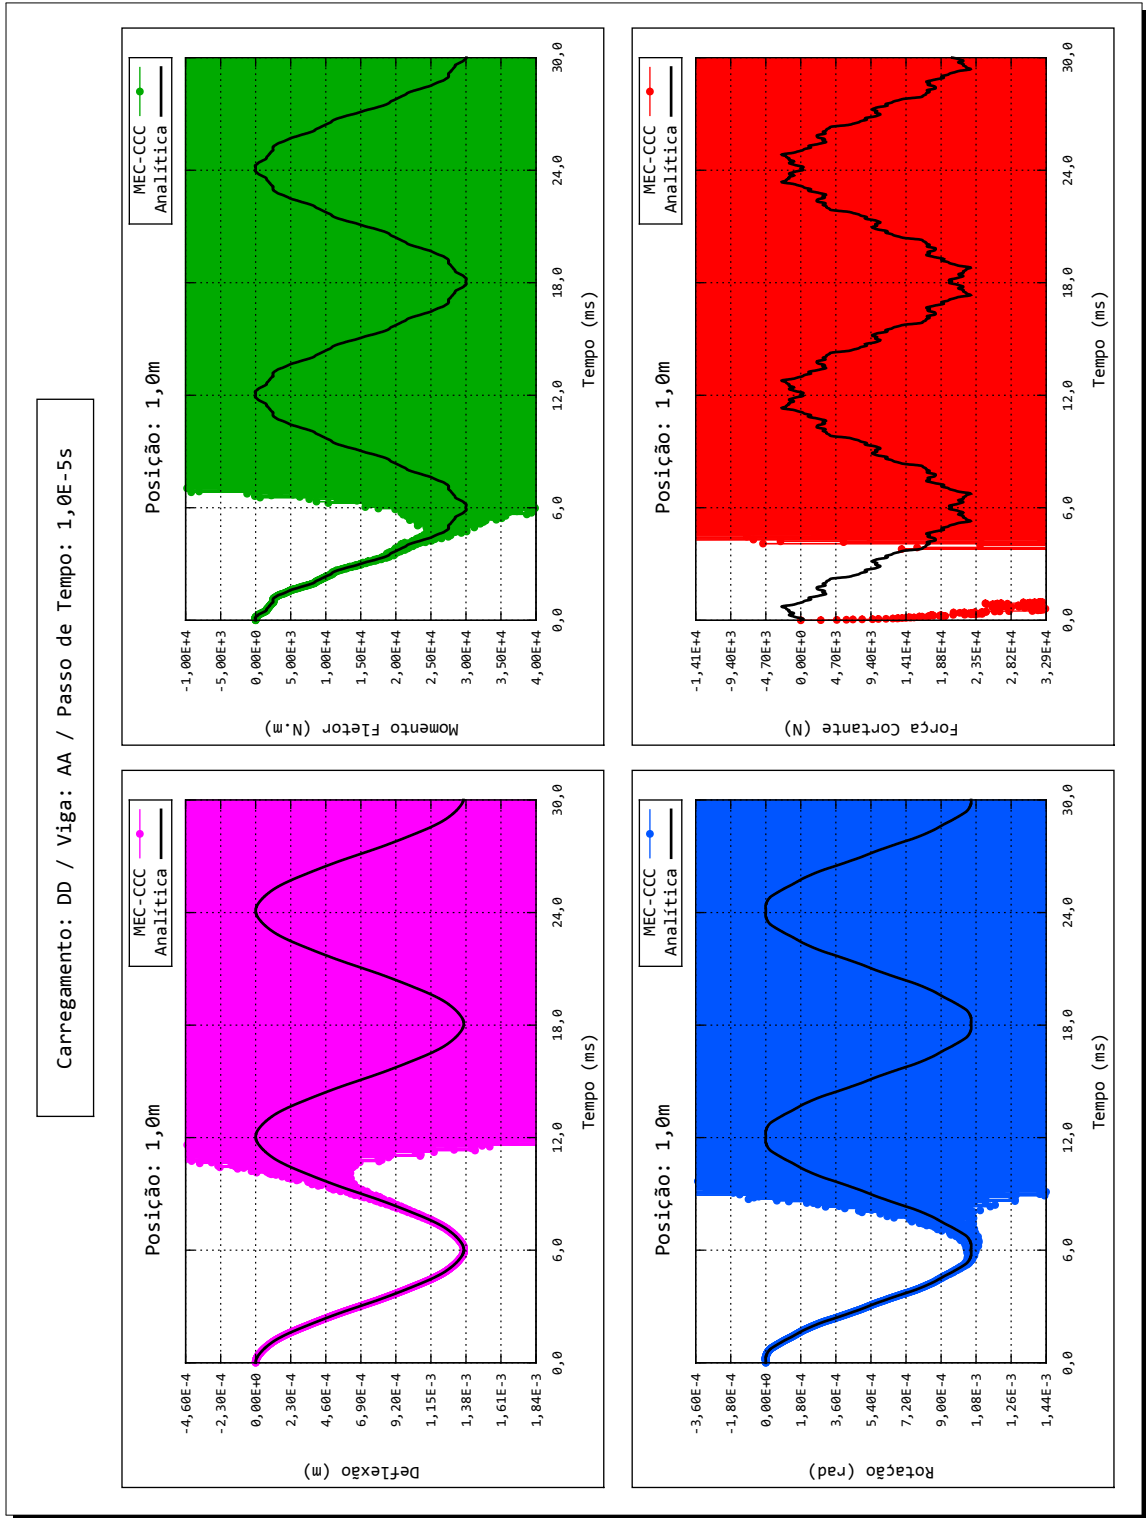 Carregamento: DD / Viga: AA / Passo de Tempo: 1,0E-5s
Posição: 1,0m
MEC-CCC
Analítica
Deflexão (m)
-4,60E-4
-2,30E-4
0,00E+0
2,30E-4
4,60E-4
6,90E-4
9,20E-4
1,15E-3
1,38E-3
1,61E-3
1,84E-3
0,0
6,0
12,0
18,0
24,0
30,0
Tempo (ms)
Posição: 1,0m
MEC-CCC
Analítica
Momento Fletor (N.m)
-1,00E+4
-5,00E+3
0,00E+0
5,00E+3
1,00E+4
1,50E+4
2,00E+4
2,50E+4
3,00E+4
3,50E+4
4,00E+4
0,0
6,0
12,0
18,0
24,0
30,0
Tempo (ms)
Posição: 1,0m
MEC-CCC
Analítica
Rotação (rad)
-3,60E-4
-1,80E-4
0,00E+0
1,80E-4
3,60E-4
5,40E-4
7,20E-4
9,00E-4
1,08E-3
1,26E-3
1,44E-3
0,0
6,0
12,0
18,0
24,0
30,0
Tempo (ms)
Posição: 1,0m
MEC-CCC
Analítica
Força Cortante (N)
-1,41E+4
-9,40E+3
-4,70E+3
0,00E+0
4,70E+3
9,40E+3
1,41E+4
1,88E+4
2,35E+4
2,82E+4
3,29E+4
0,0
6,0
12,0
18,0
24,0
30,0
Tempo (ms)